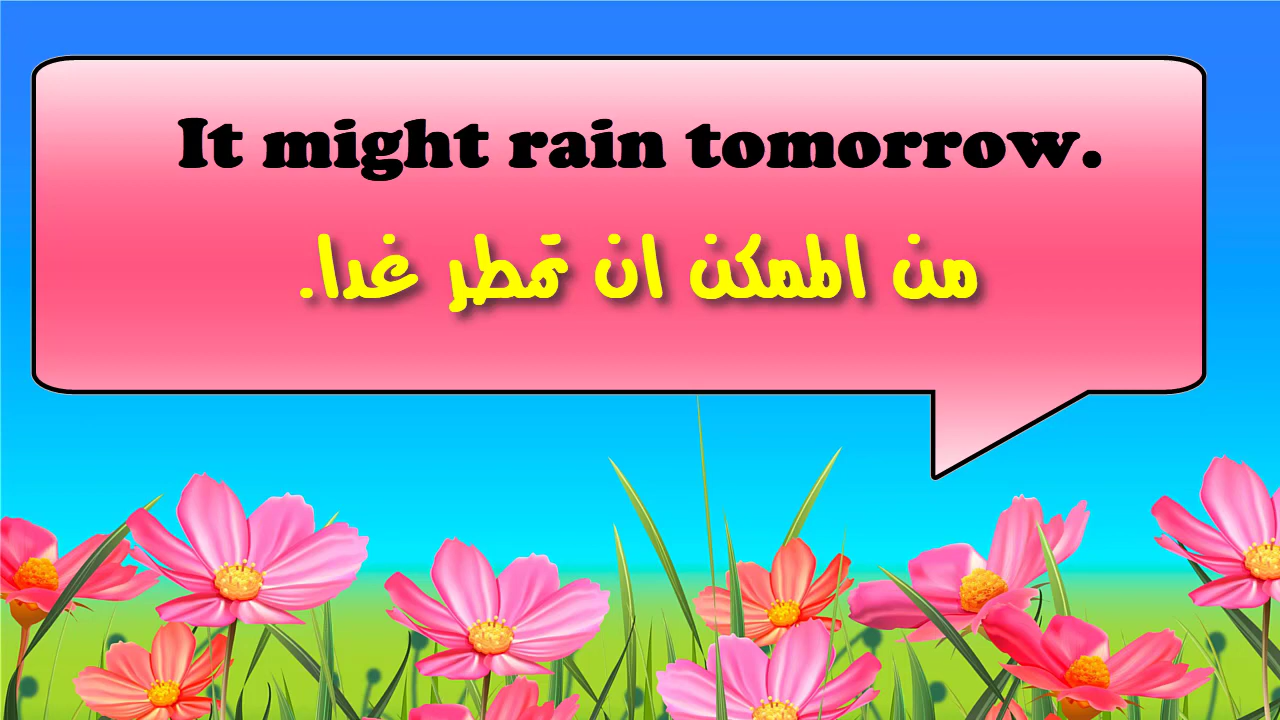 It might rain tomorrow.
من الممكن ان تمطر غدا.